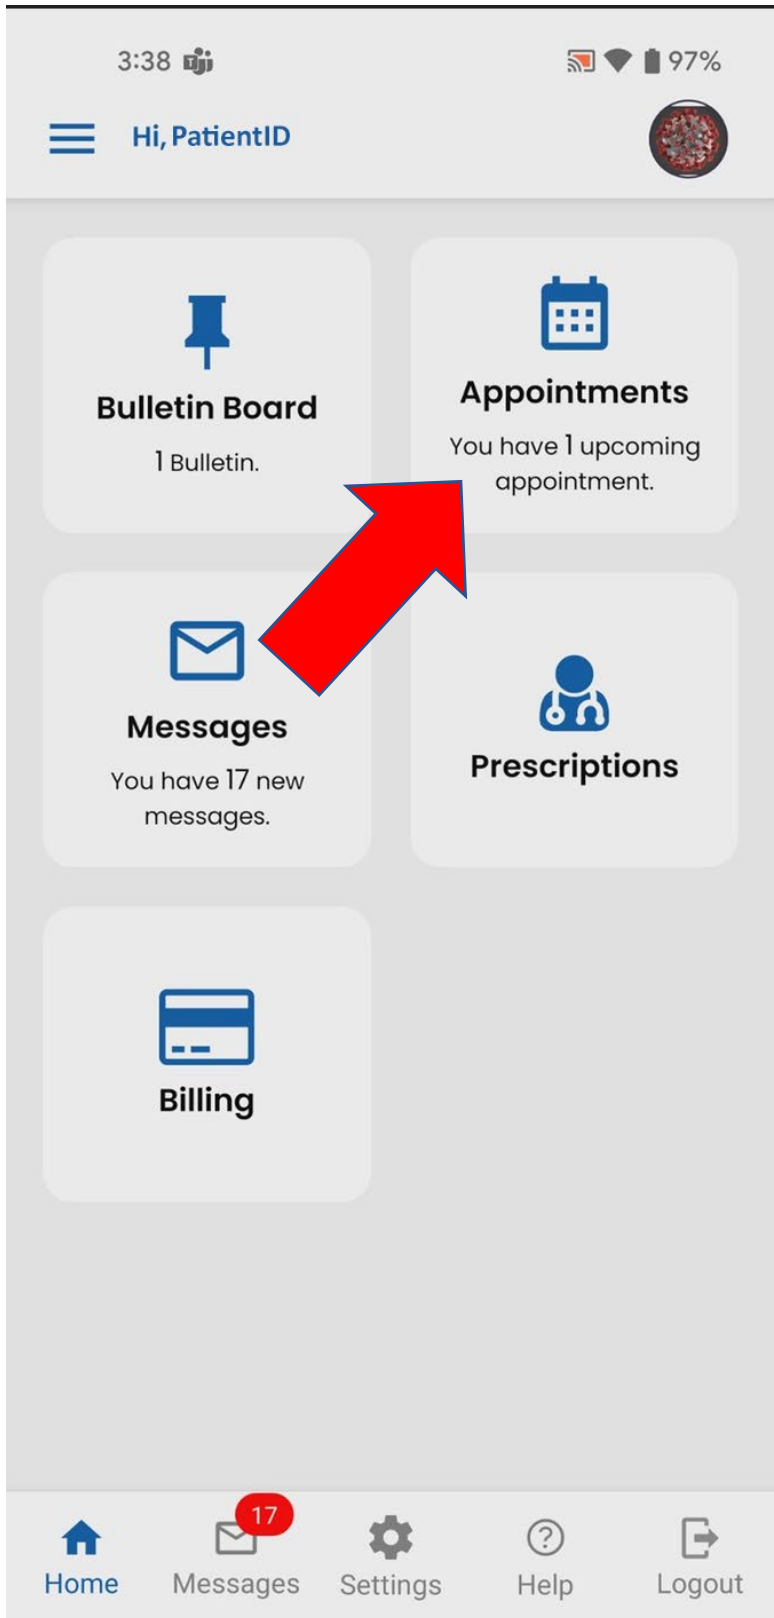 3:38
97%
Hi, PatientID
Bulletin Board
1 Bulletin.
Appointments
You have 1 upcoming
appointment.
Messages
You have 17 new
messages.
Prescriptions
Billing
17
Home
Messages
Settings
Help
Logout